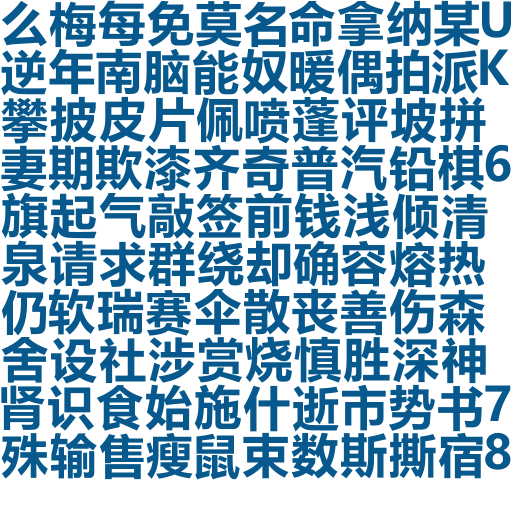 么梅每免莫名命拿纳某U
逆年南脑能奴暖偶拍派K
攀披皮片佩喷蓬评坡拼
妻期欺漆齐奇普汽铅棋6
旗起气敲签前钱浅倾清
泉请求群绕却确容熔热
仍软瑞赛伞散丧善伤森
舍设社涉赏烧慎胜深神
肾识食始施什逝市势书7
殊输售瘦鼠束数斯撕宿8